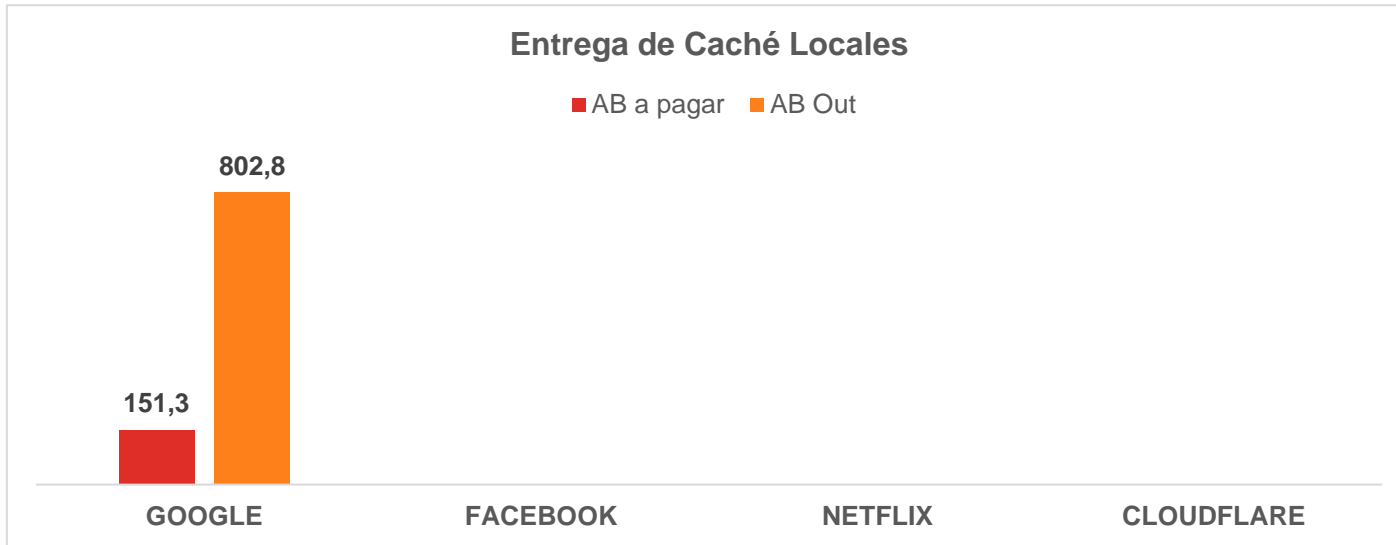 Entrega de Caché Locales
AB a pagar AB Out
802,8
151,3
GOOGLE FACEBOOK NETFLIX CLOUDFLARE